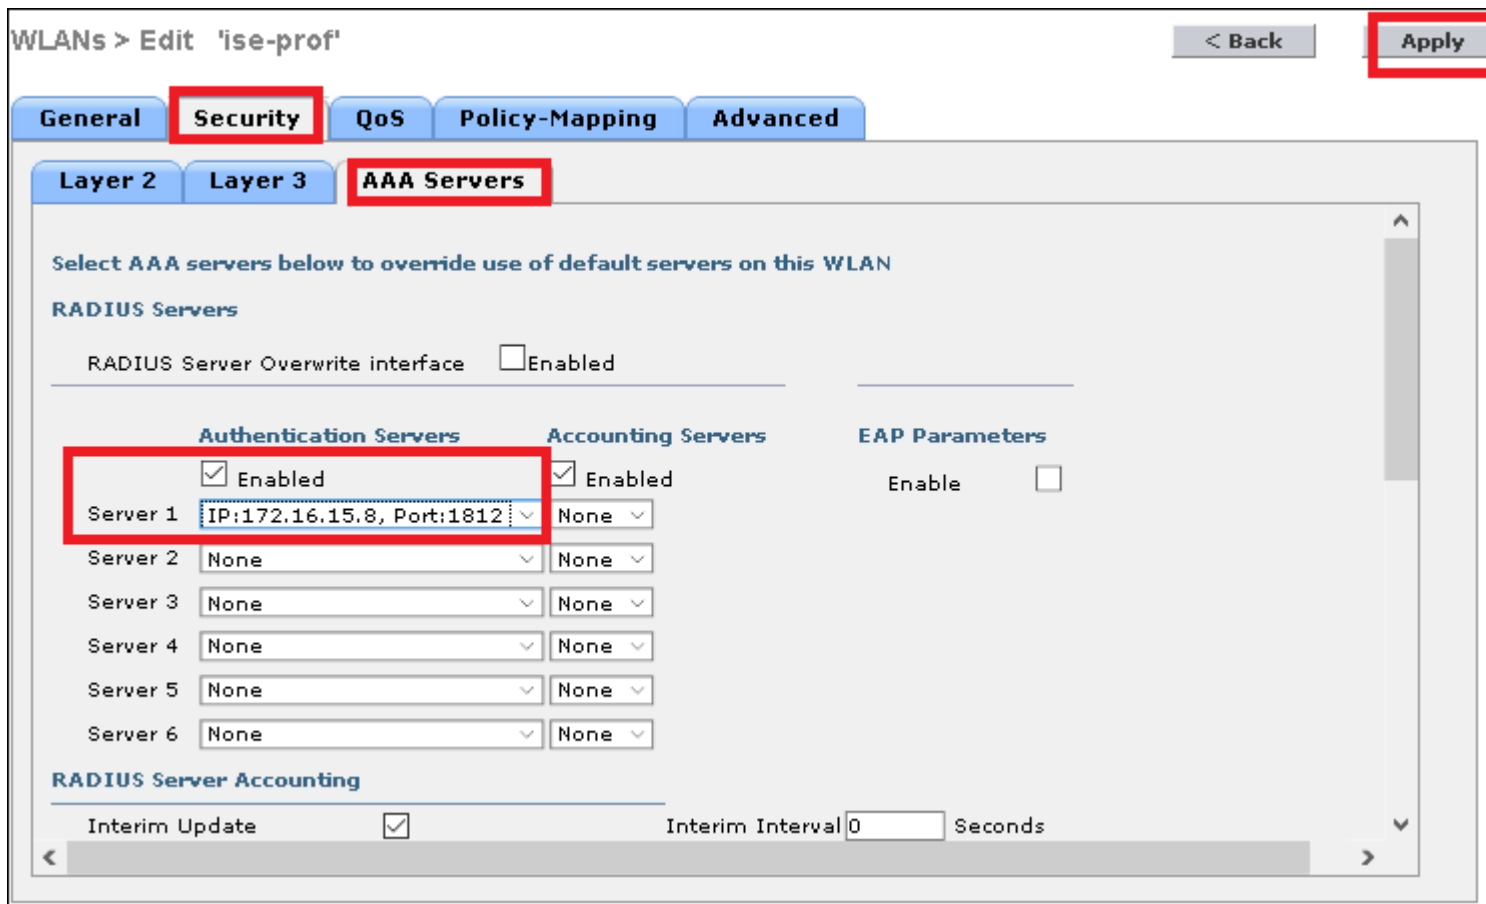 WLANs > Edit 'ise-prof'
< Back
Apply
General Security QoS Policy-Mapping Advanced
Layer 2 Layer 3 AAA Servers
Select AAA servers below to override use of default servers on this WLAN
RADIUS Servers
RADIUS Server Overwrite interface Enabled
Authentication Servers Accounting Servers EAP Parameters
Enabled Enabled Enable
Server 1 IP:172.16.15.8, Port:1812 None
Server 2 None None
Server 3 None None
Server 4 None None
Server 5 None None
Server 6 None None
RADIUS Server Accounting
Interim Update Interim Interval 0 Seconds